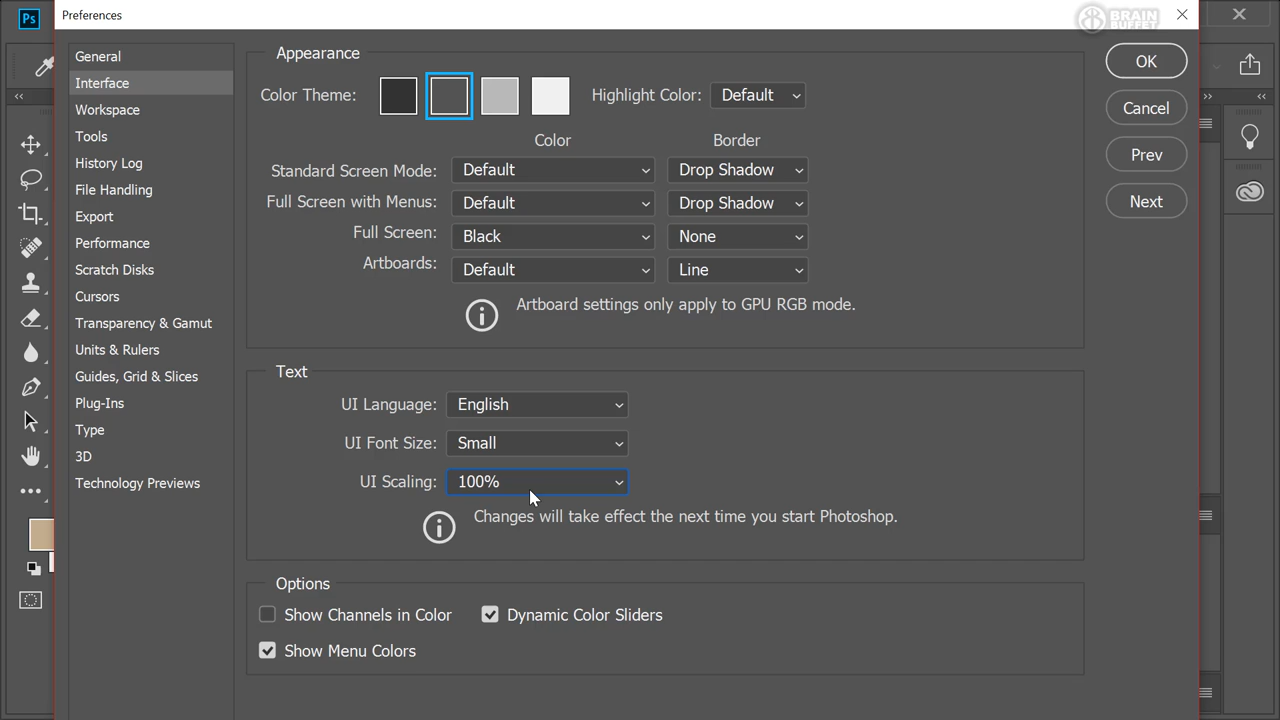 Ps
Preferences
BRAIN
BUFFET
General
Interface
Workspace
Tools
History Log
File Handling
Export
Performance
Scratch Disks
Cursors
Transparency & Gamut
Units & Rulers
Guides, Grid & Slices
Plug-Ins
Type
3D
Technology Previews
Appearance
Color Theme:
Highlight Color: Default
Color Border
Standard Screen Mode: Default Drop Shadow
Full Screen with Menus: Default Drop Shadow
Full Screen: Black None
Artboards: Default Line
Artboard settings only apply to GPU RGB mode.
Text
UI Language: English
UI Font Size: Small
UI Scaling: 100%
Changes will take effect the next time you start Photoshop.
Options
Show Channels in Color Dynamic Color Sliders
Show Menu Colors
OK
Cancel
Prev
Next